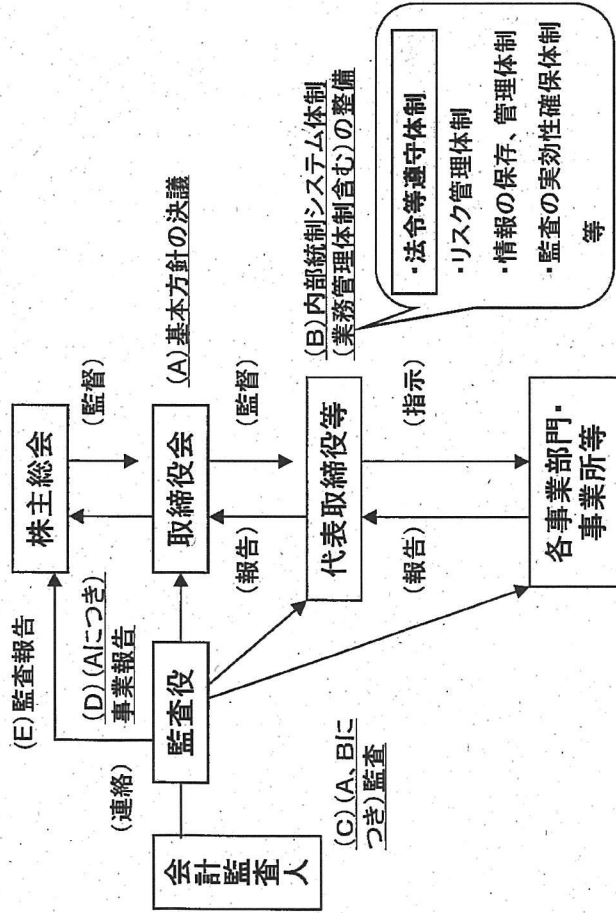 株主総会
(監督)
(E)監査報告
(D)(Aにつき)
事業報告
取締役会
(A)基本方針の決議
(監督)
(報告)
(連絡)
会計監査人
監査役
(C)(A、Bに
つき)監査
代表取締役等
(B)内部統制システム体制
(業務管理体制含む)の整備
・法令等遵守体制
・リスク管理体制
・情報の保存、管理体制
・監査の実効性確保体制
等
(指示)
(報告)
各事業部門・
事業所等